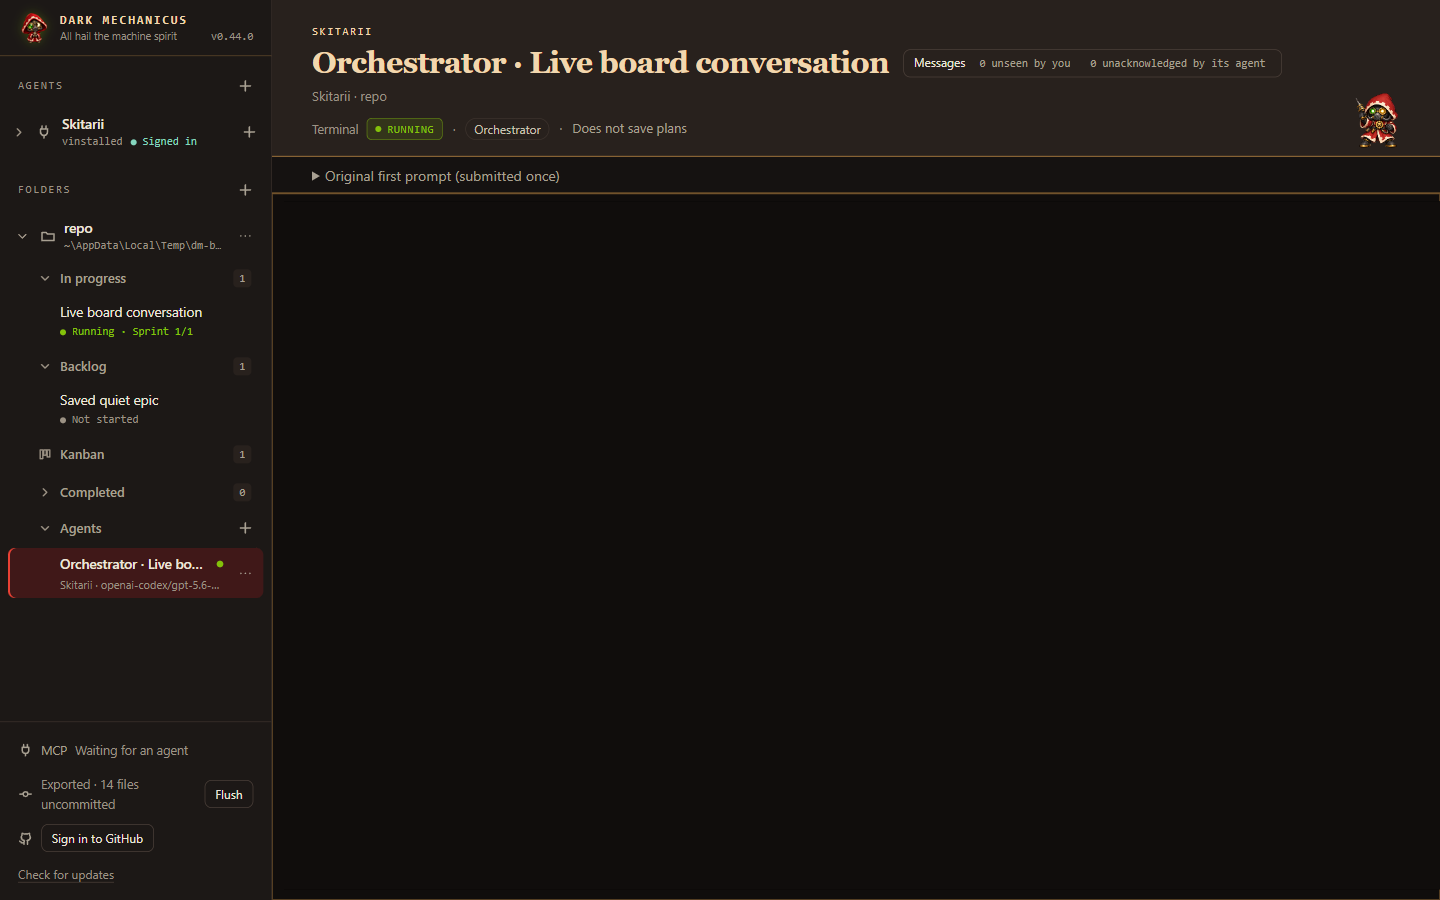 DARK MECHANICUS
All hail the machine spirit v0.44.0
AGENTS
Skitarii
vinstalled ● Signed in
FOLDERS
repo
~\AppData\Local\Temp\dm-b…
In progress 1
Live board conversation
● Running · Sprint 1/1
Backlog 1
Saved quiet epic
● Not started
Kanban 1
Completed 0
Agents
Orchestrator · Live bo...
Skitarii · openai-codex/gpt-5.6-...
MCP Waiting for an agent
Exported · 14 files
uncommitted
Flush
Sign in to GitHub
Check for updates
SKITARII
Orchestrator · Live board conversation
Messages 0 unseen by you 0 unacknowledged by its agent
Skitarii · repo
Terminal ● RUNNING · Orchestrator · Does not save plans
▶ Original first prompt (submitted once)